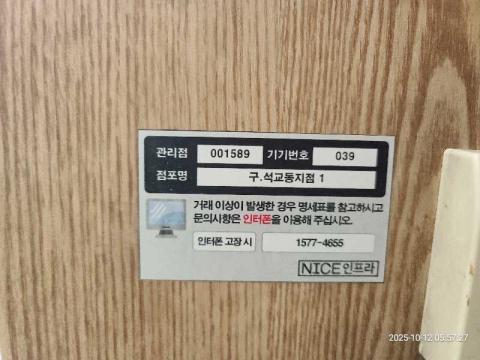 관리점 001589 기기번호 039
점포명 구.석교동지점 1
거래 이상이 발생한 경우 명세표를 참고하시고
문의사항은 인터폰을 이용해 주십시오.
인터폰 고장 시 1577-4655
NICE인프라
2025-10-12 05:57:27